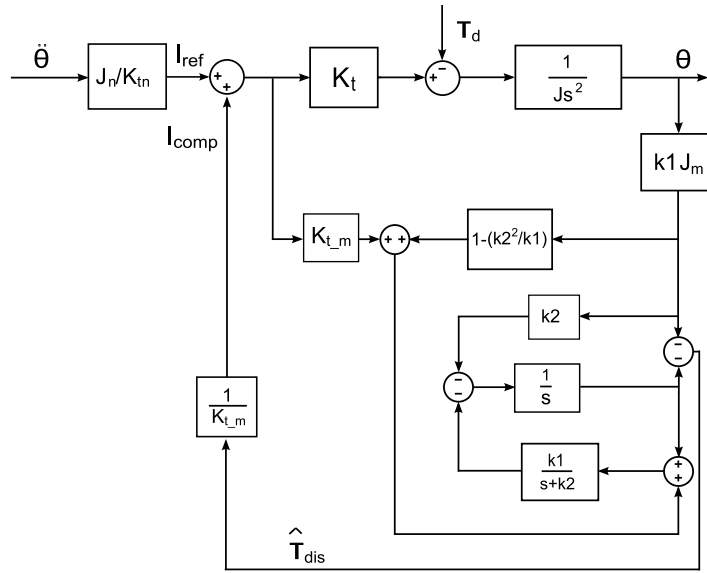 θ̈
J_n/K_tn
I_ref
+
+
K_t
T_d
+ −
1
Js²
θ
I_comp
k1 J_m
K_t_m
+ +
1-(k2²/k1)
k2
−
−
−
−
1
s
1
K_t_m
k1
s+k2
+
+
T̂_dis